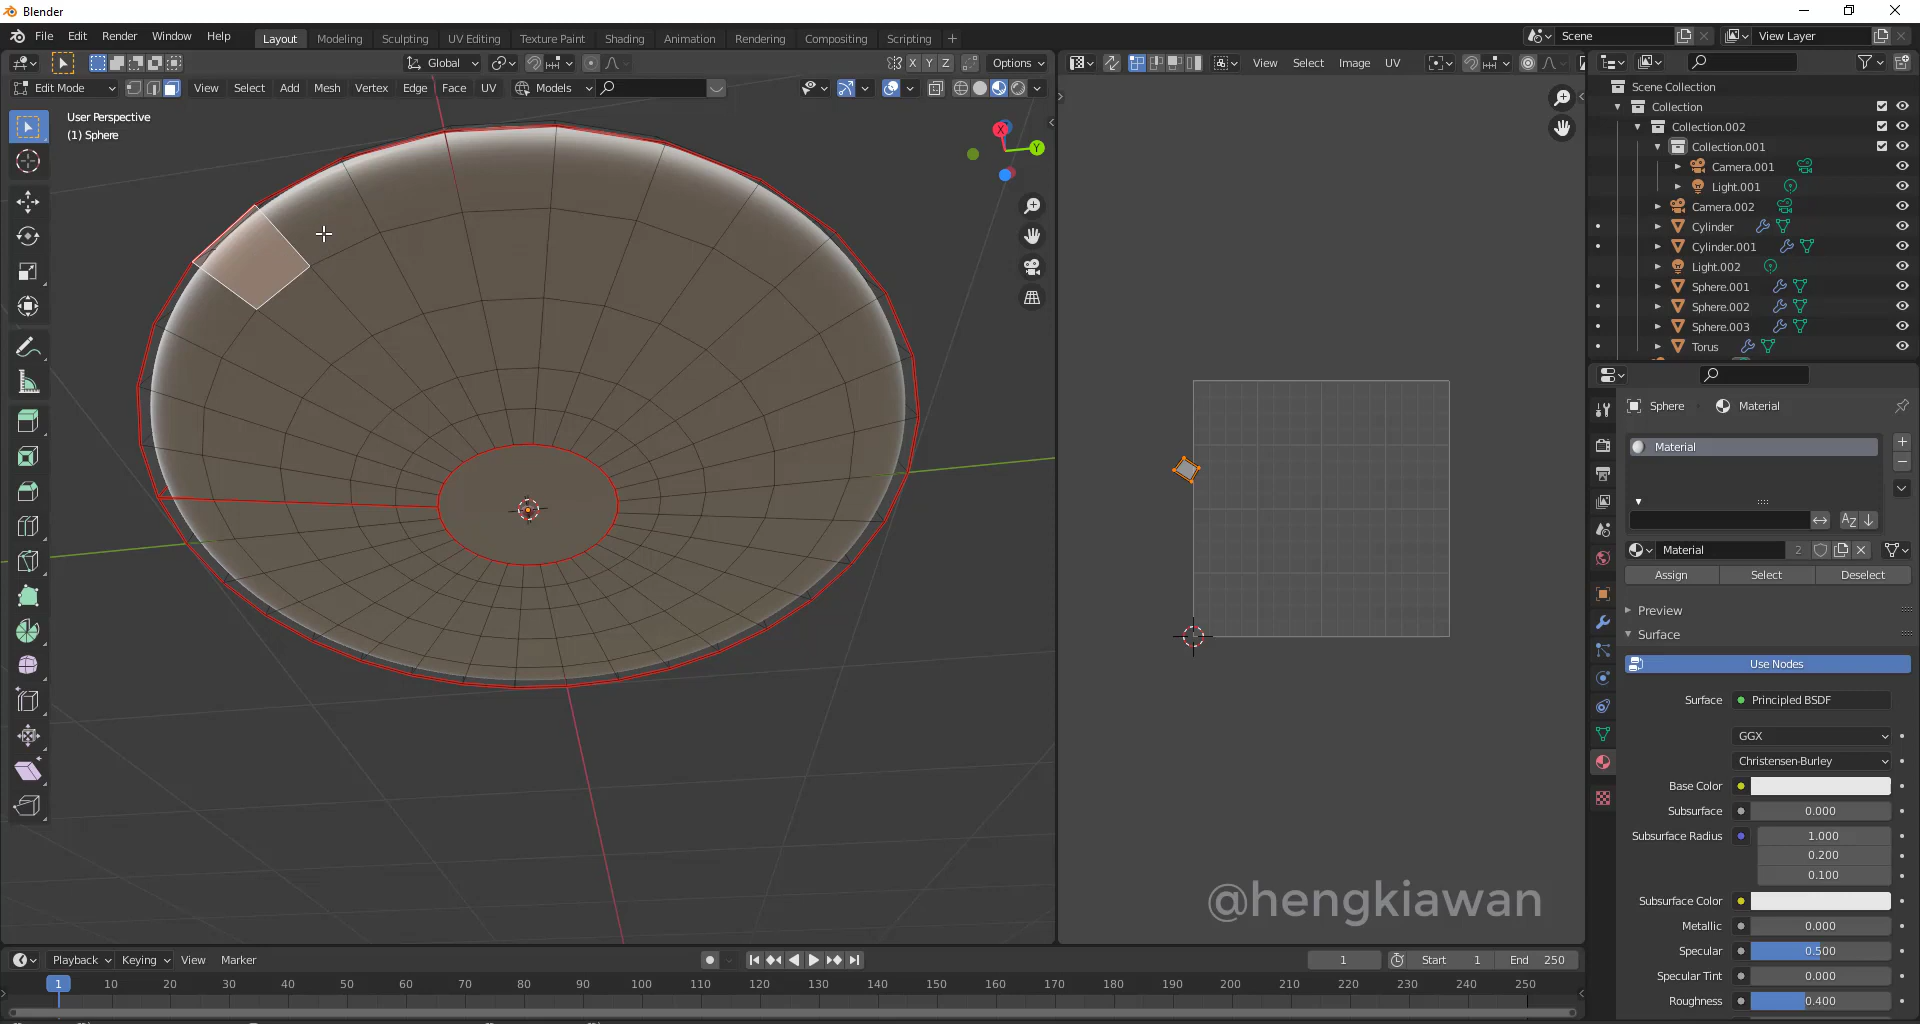 Blender
File Edit Render Window Help
Layout Modeling Sculpting UV Editing Texture Paint Shading Animation Rendering Compositing Scripting +
Scene
View Layer
Global
X Y Z
Options
View Select Image UV
Edit Mode
View Select Add Mesh Vertex Edge Face UV
Models
User Perspective
(1) Sphere
X
Y
Scene Collection
Collection
Collection.002
Collection.001
Camera.001
Light.001
Camera.002
Cylinder
Cylinder.001
Light.002
Sphere.001
Sphere.002
Sphere.003
Torus
Sphere
Material
Material
Material 2
Assign Select Deselect
Preview
Surface
Use Nodes
Surface Principled BSDF
GGX
Christensen-Burley
Base Color
Subsurface 0.000
Subsurface Radius 1.000
0.200
0.100
Subsurface Color
Metallic 0.000
Specular 0.500
Specular Tint 0.000
Roughness 0.400
@hengkiawan
Playback Keying View Marker
1
Start 1
End 250
1 10 20 30 40 50 60 70 80 90 100 110 120 130 140 150 160 170 180 190 200 210 220 230 240 250